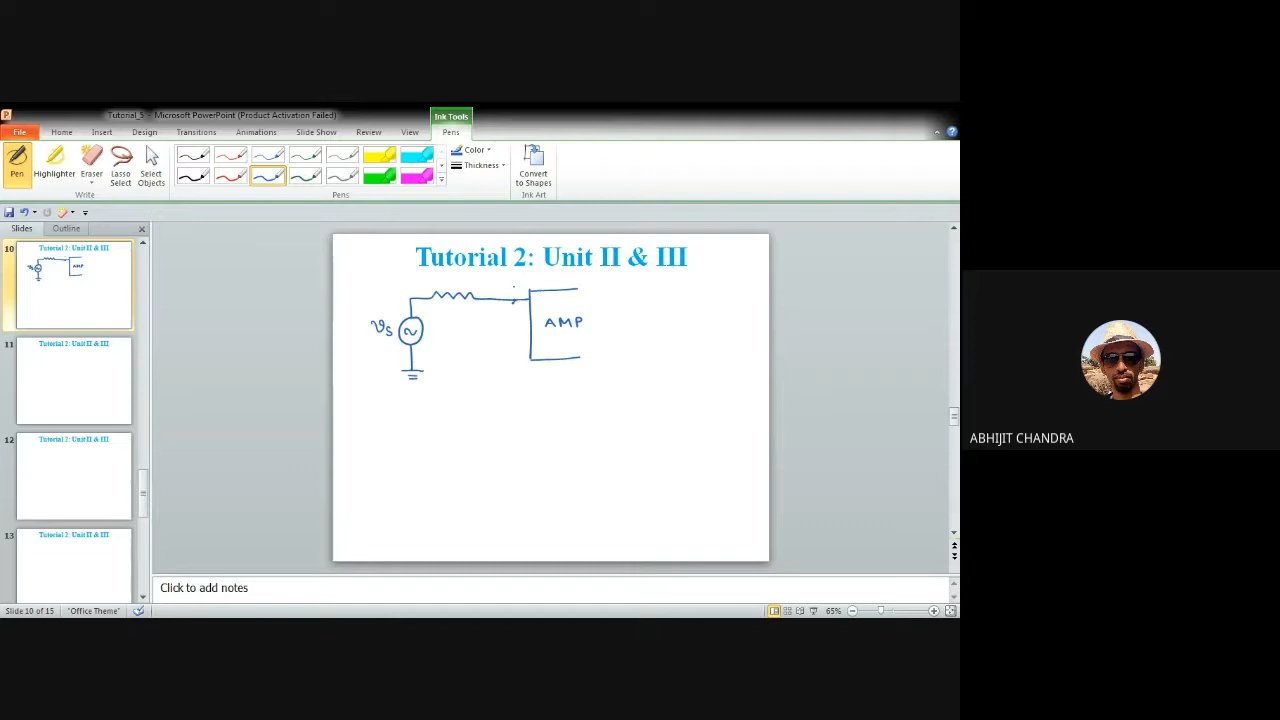 Tutorial_5 - Microsoft PowerPoint (Product Activation Failed)
Ink Tools
File Home Insert Design Transitions Animations Slide Show Review View Pens
Pen Highlighter Eraser Lasso Select Select Objects
Color
Thickness
Convert to Shapes
Write Pens Ink Art
Slides Outline
10 Tutorial 2: Unit II & III
AMP
11 Tutorial 2: Unit II & III
12 Tutorial 2: Unit II & III
13 Tutorial 2: Unit II & III
Tutorial 2: Unit II & III
Vs
AMP
ABHIJIT CHANDRA
Click to add notes
Slide 10 of 15 "Office Theme" 65%